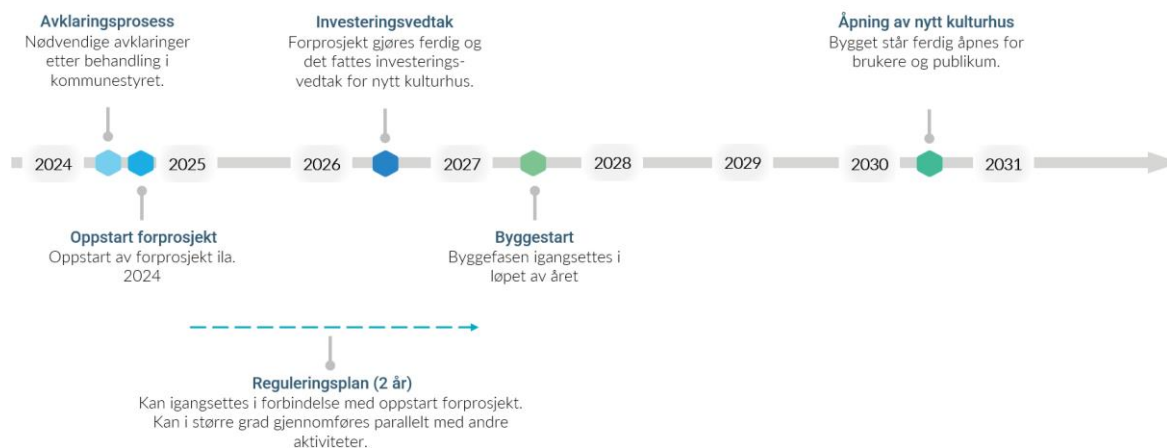 Avklaringsprosess
Nødvendige avklaringer
etter behandling i
kommunestyret.
Investeringsvedtak
Forprosjekt gjøres ferdig og
det fattes investerings-
vedtak for nytt kulturhus.
Åpning av nytt kulturhus
Bygget står ferdig åpnes for
brukere og publikum.
2024
2025
2026
2027
2028
2029
2030
2031
Oppstart forprosjekt
Oppstart av forprosjekt ila.
2024
Byggestart
Byggefasen igangsettes i
løpet av året
Reguleringsplan (2 år)
Kan igangsettes i forbindelse med oppstart forprosjekt.
Kan i større grad gjennomføres parallelt med andre
aktiviteter.